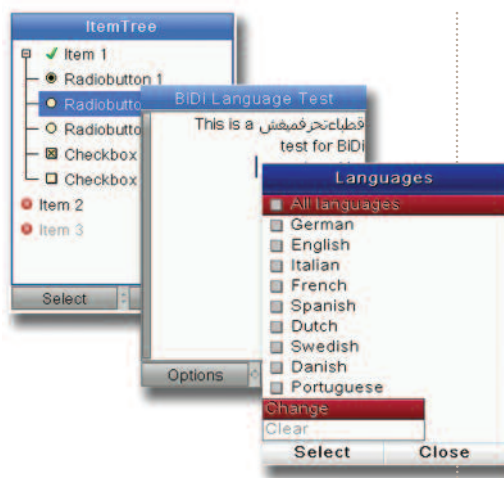 ItemTree
Item 1
Radiobutton 1
Radiobutto
Radiobutto
Checkbox
Checkbox
Item 2
Item 3
Select
BiDi Language Test
This is a قطباءتحرفميغش
test for BiDi
Options
Languages
All languages
German
English
Italian
French
Spanish
Dutch
Swedish
Danish
Portuguese
Change
Clear
Select Close